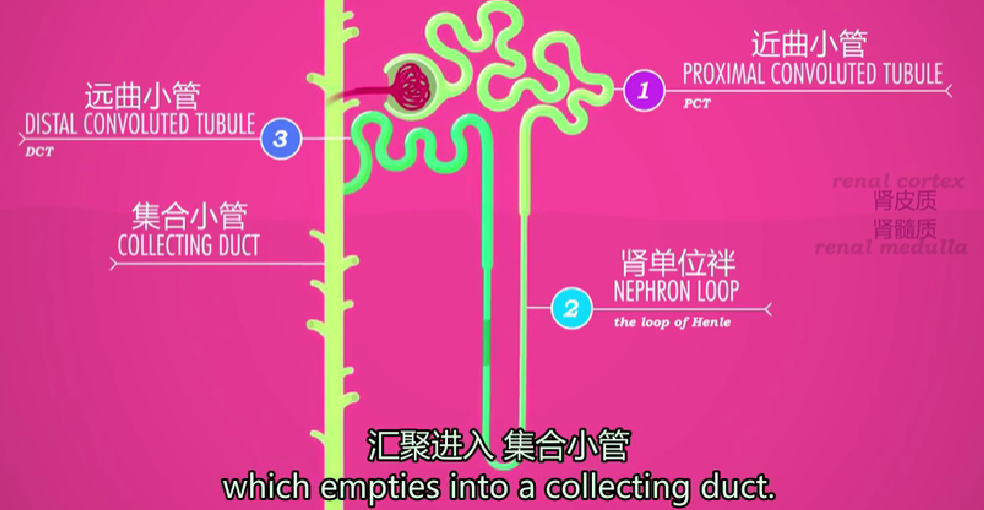 近曲小管
PROXIMAL CONVOLUTED TUBULE
PCT
1
远曲小管
DISTAL CONVOLUTED TUBULE
DCT
3
集合小管
COLLECTING DUCT
renal cortex
肾皮质
肾髓质
renal medulla
肾单位袢
NEPHRON LOOP
the loop of Henle
2
汇聚进入 集合小管
which empties into a collecting duct.